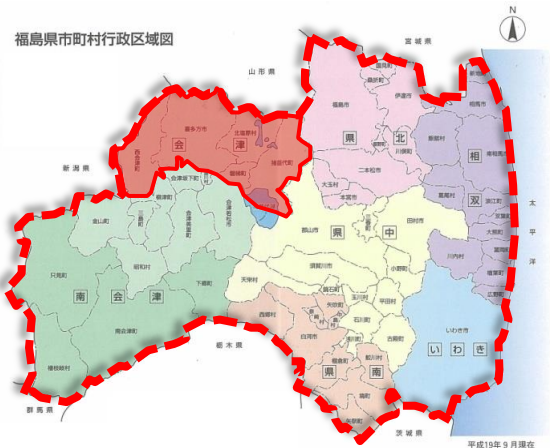 福島県市町村行政区域図
N
宮城県
山形県
新潟県
栃木県
群馬県
茨城県
太平洋
会津
県北
相双
県中
南会津
いわき
県南
喜多方市
北塩原村
西会津町
猪苗代町
磐梯町
会津坂下町
柳津町
三島町
金山町
昭和村
会津美里町
会津若松市
只見町
下郷町
南会津町
檜枝岐村
福島市
国見町
桑折町
伊達市
川俣町
二本松市
大玉村
本宮市
新地町
相馬市
飯舘村
南相馬市
葛尾村
浪江町
双葉町
大熊町
富岡町
川内村
楢葉町
広野町
いわき市
郡山市
三春町
田村市
小野町
須賀川市
天栄村
鏡石町
玉川村
平田村
石川町
古殿町
浅川町
西郷村
白河市
矢吹町
棚倉町
鮫川村
塙町
矢祭町
平成19年9月現在